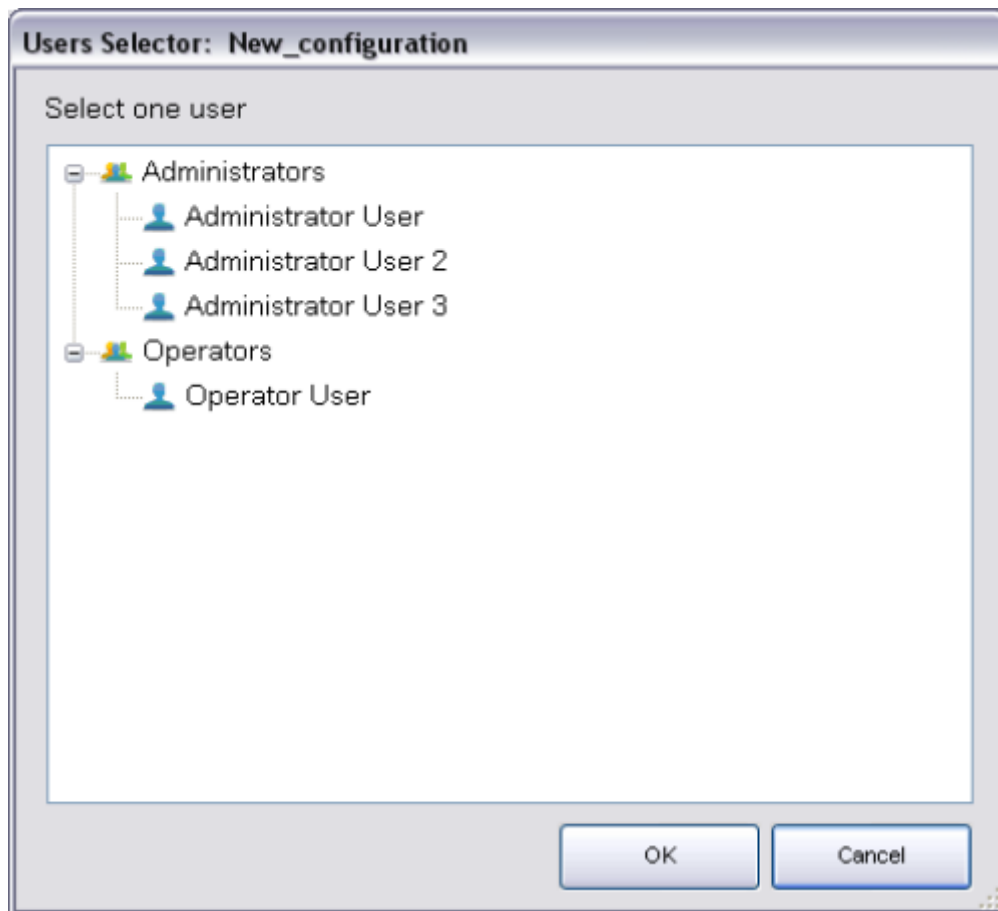 Users Selector: New_configuration
Select one user
Administrators
Administrator User
Administrator User 2
Administrator User 3
Operators
Operator User
OK
Cancel